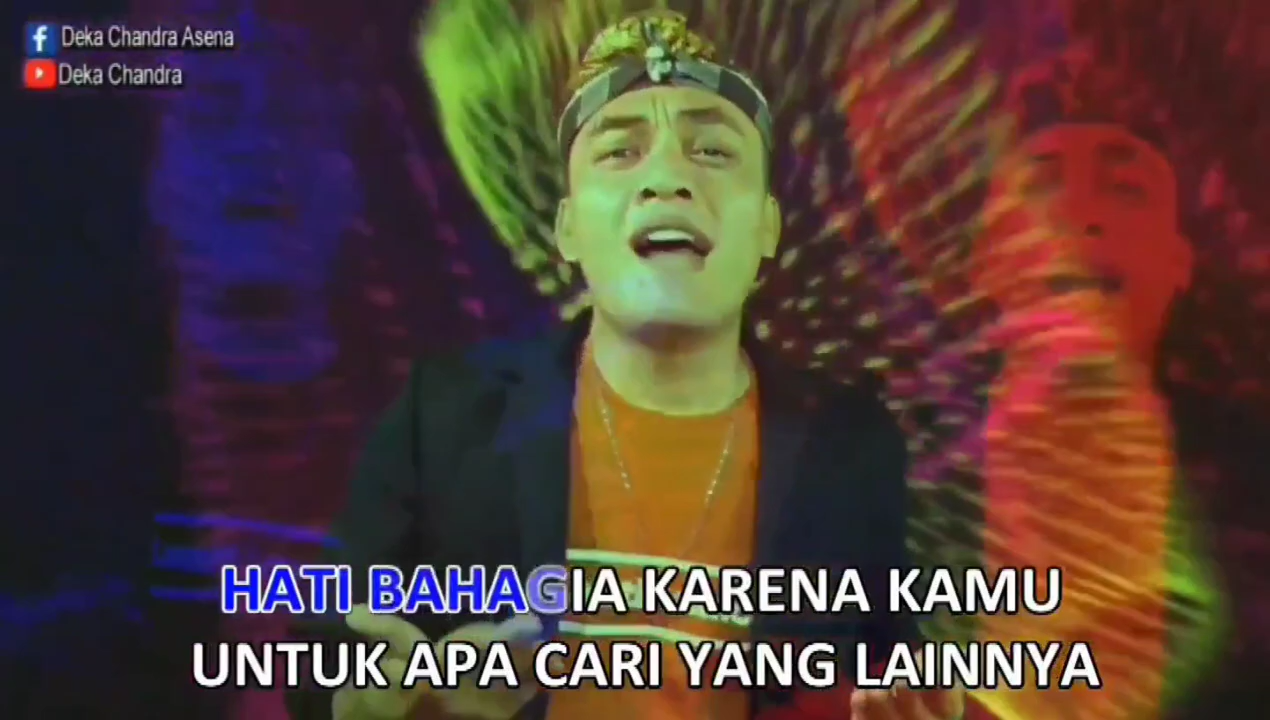 Deka Chandra Asena
Deka Chandra
HATI BAHAGIA KARENA KAMU
UNTUK APA CARI YANG LAINNYA